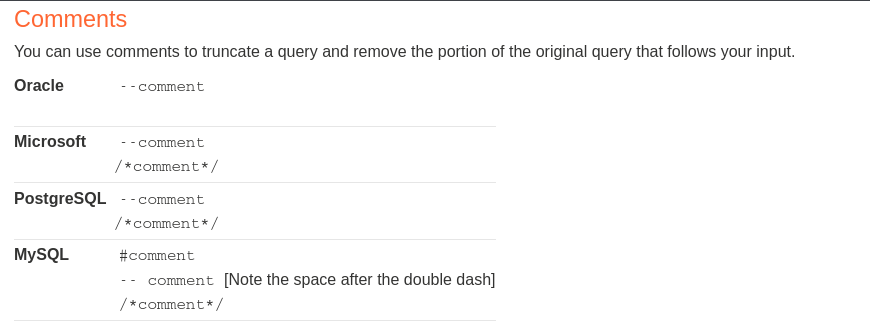 Comments
You can use comments to truncate a query and remove the portion of the original query that follows your input.
Oracle --comment
Microsoft --comment
/*comment*/
PostgreSQL --comment
/*comment*/
MySQL #comment
-- comment [Note the space after the double dash]
/*comment*/